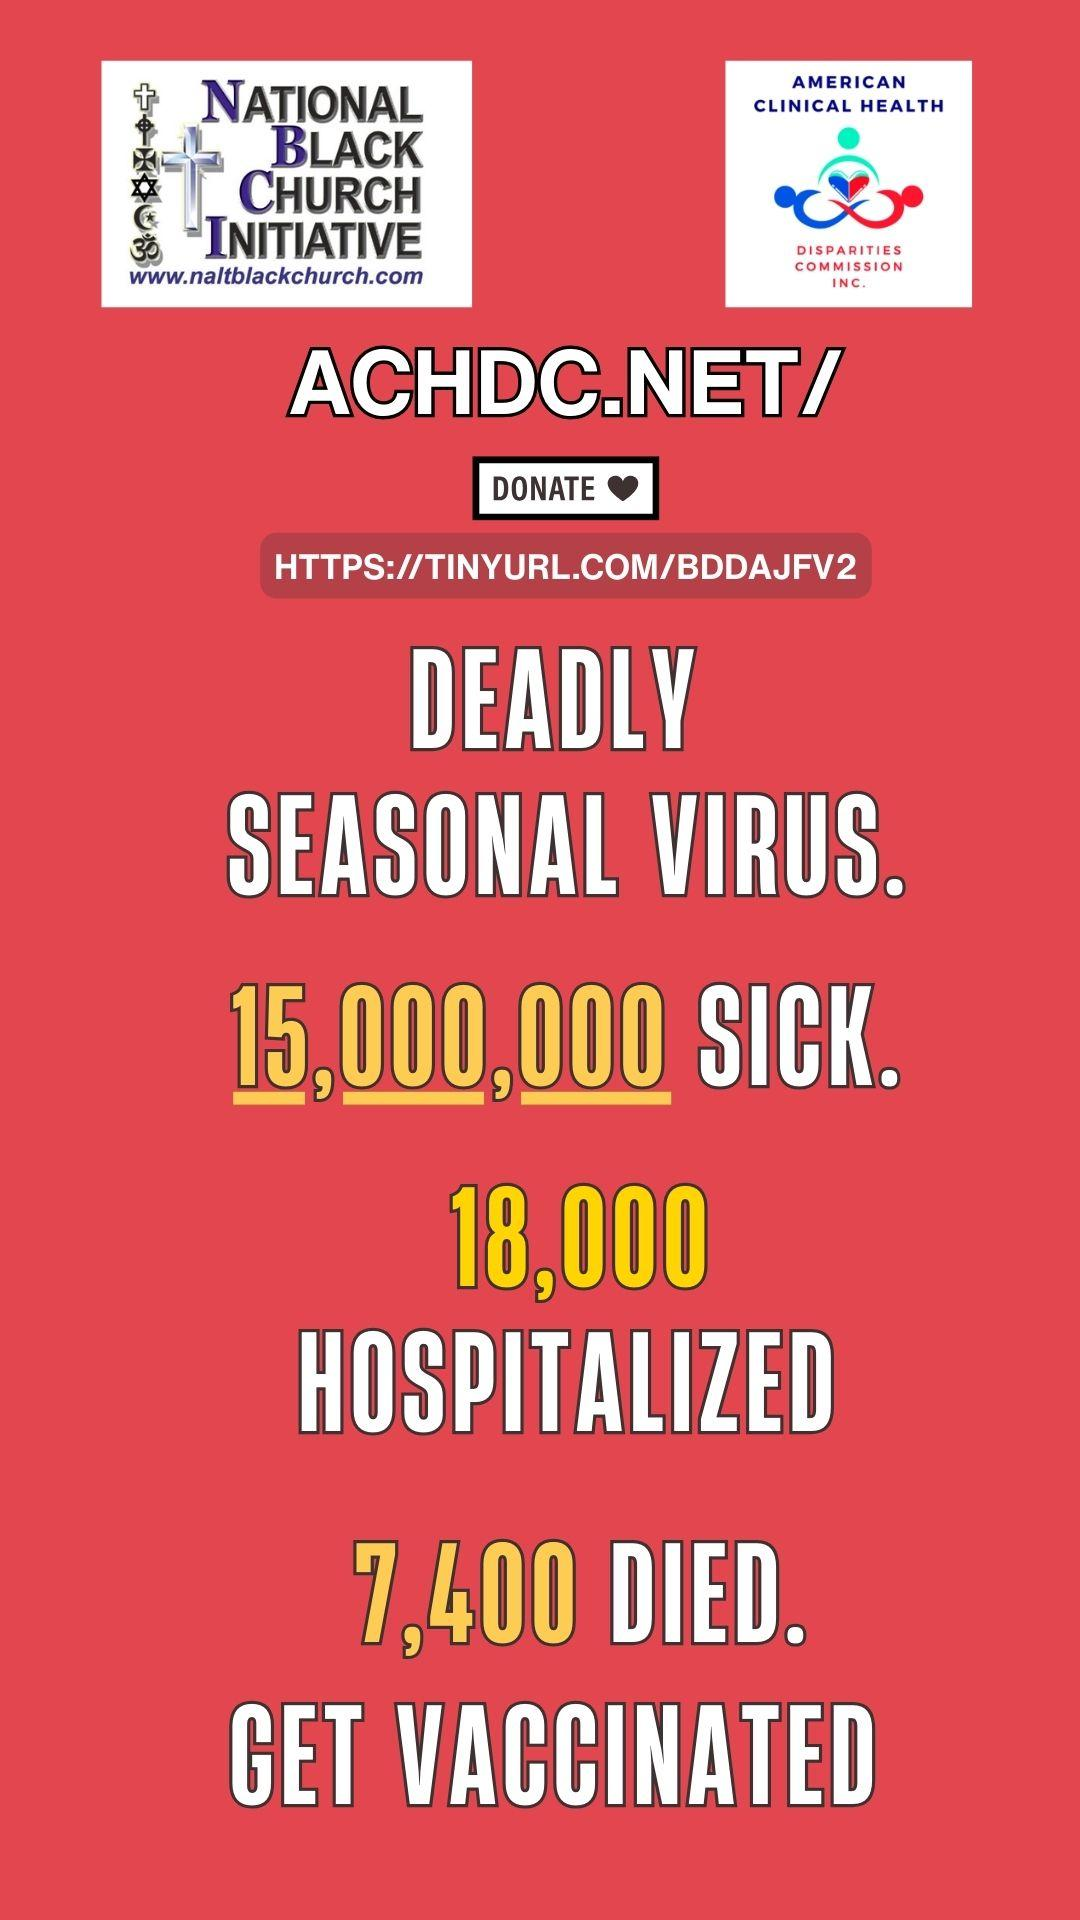 NATIONAL
BLACK
CHURCH
INITIATIVE
www.naltblackchurch.com
AMERICAN
CLINICAL HEALTH
DISPARITIES
COMMISSION
INC.
ACHDC.NET/
DONATE
HTTPS://TINYURL.COM/BDDAJFV2
DEADLY
SEASONAL VIRUS.
15,000,000 SICK.
18,000
HOSPITALIZED
7,400 DIED.
GET VACCINATED